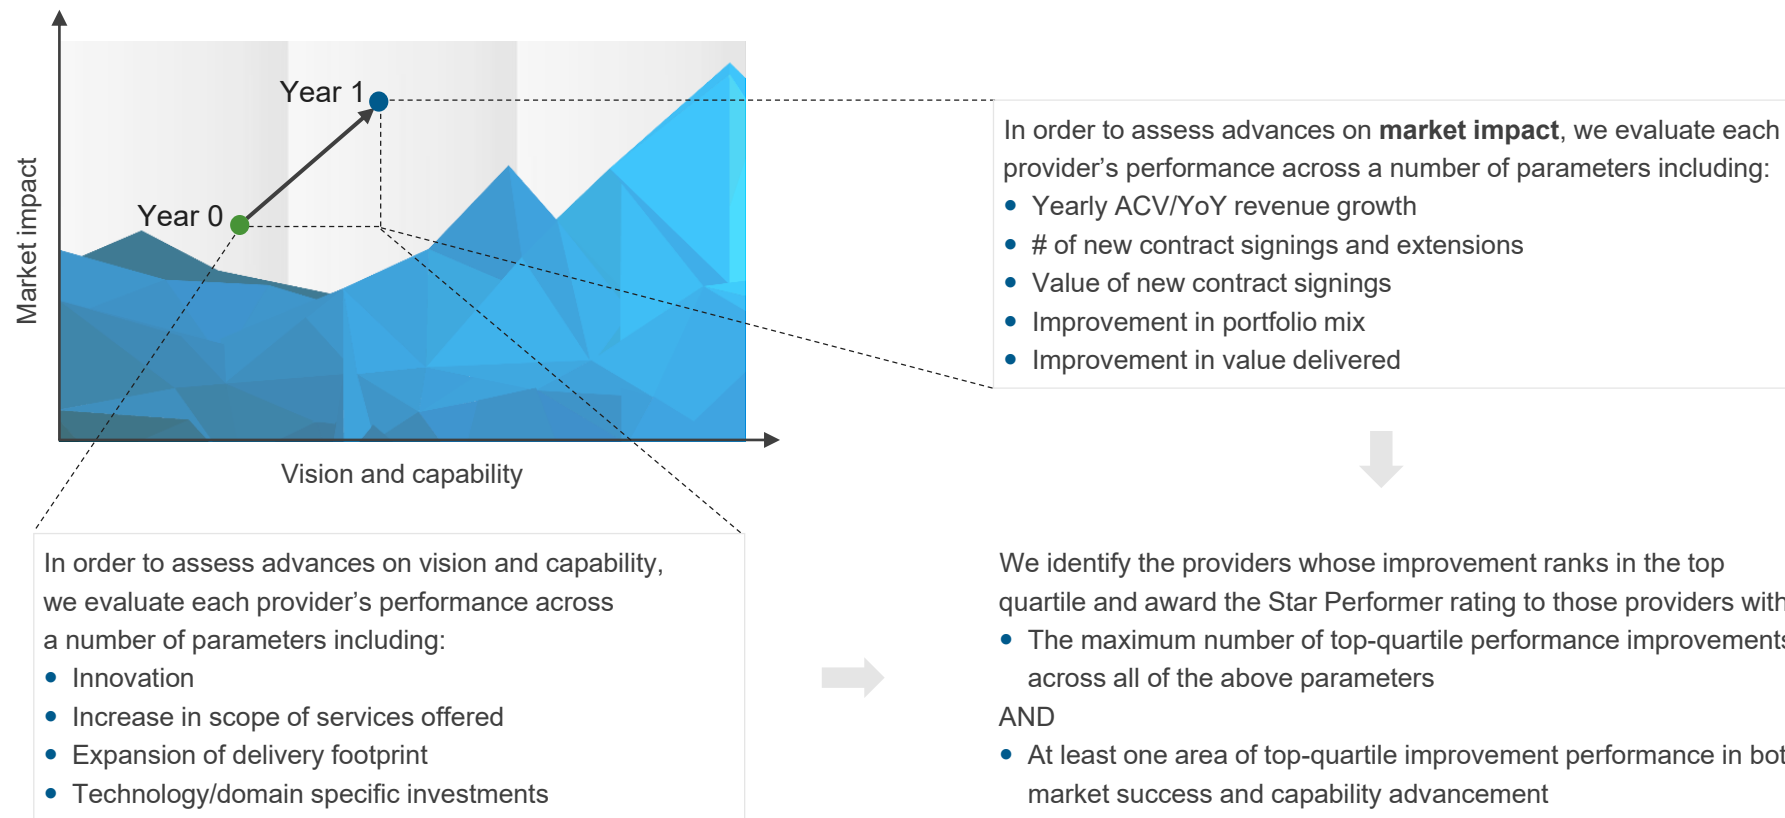 Year 1
Year 0
Market impact
Vision and capability
In order to assess advances on market impact, we evaluate each
provider’s performance across a number of parameters including:
• Yearly ACV/YoY revenue growth
• # of new contract signings and extensions
• Value of new contract signings
• Improvement in portfolio mix
• Improvement in value delivered
In order to assess advances on vision and capability,
we evaluate each provider’s performance across
a number of parameters including:
• Innovation
• Increase in scope of services offered
• Expansion of delivery footprint
• Technology/domain specific investments
We identify the providers whose improvement ranks in the top
quartile and award the Star Performer rating to those providers with
• The maximum number of top-quartile performance improvements
across all of the above parameters
AND
• At least one area of top-quartile improvement performance in
market success and capability advancement